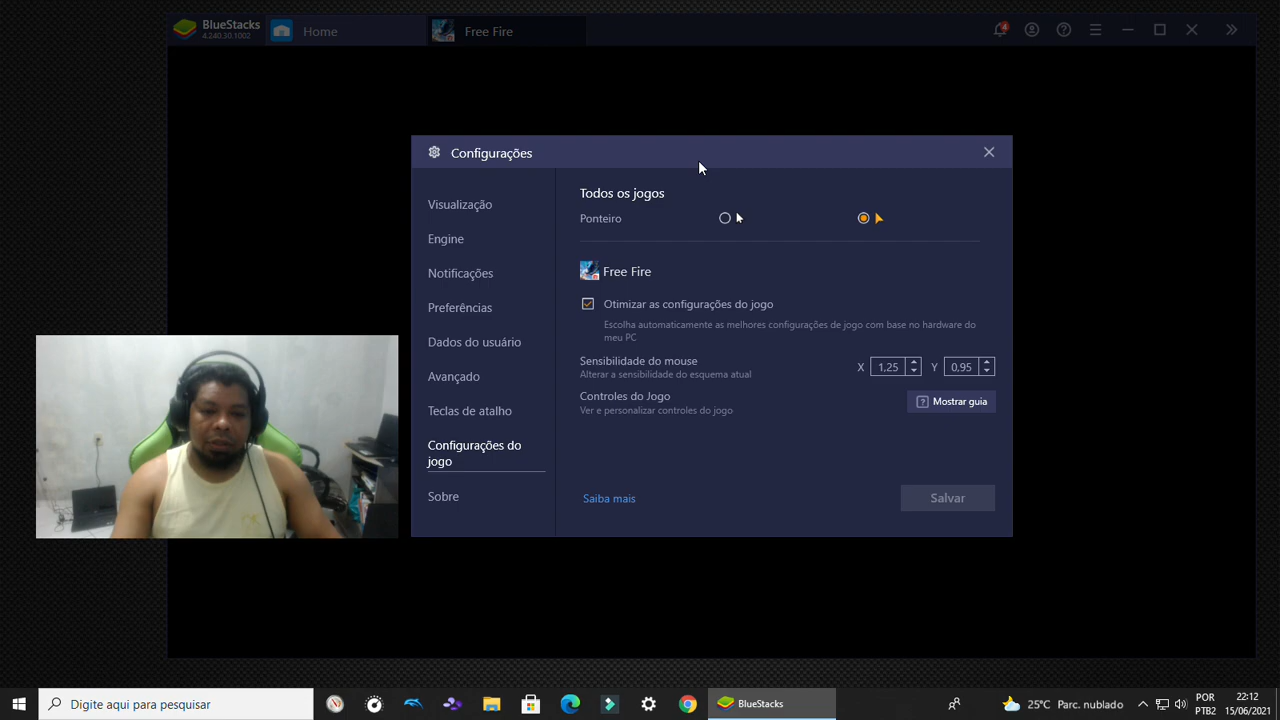 BlueStacks
4.240.30.1002
Home
Free Fire
4
Configurações
Visualização
Engine
Notificações
Preferências
Dados do usuário
Avançado
Teclas de atalho
Configurações do
jogo
Sobre
Todos os jogos
Ponteiro
Free Fire
Otimizar as configurações do jogo
Escolha automaticamente as melhores configurações de jogo com base no hardware do
meu PC
Sensibilidade do mouse
X 1,25 Y 0,95
Alterar a sensibilidade do esquema atual
Controles do Jogo
? Mostrar guia
Ver e personalizar controles do jogo
Saiba mais
Salvar
Digite aqui para pesquisar
BlueStacks
25°C Parc. nublado
POR
PTB2
22:12
15/06/2021